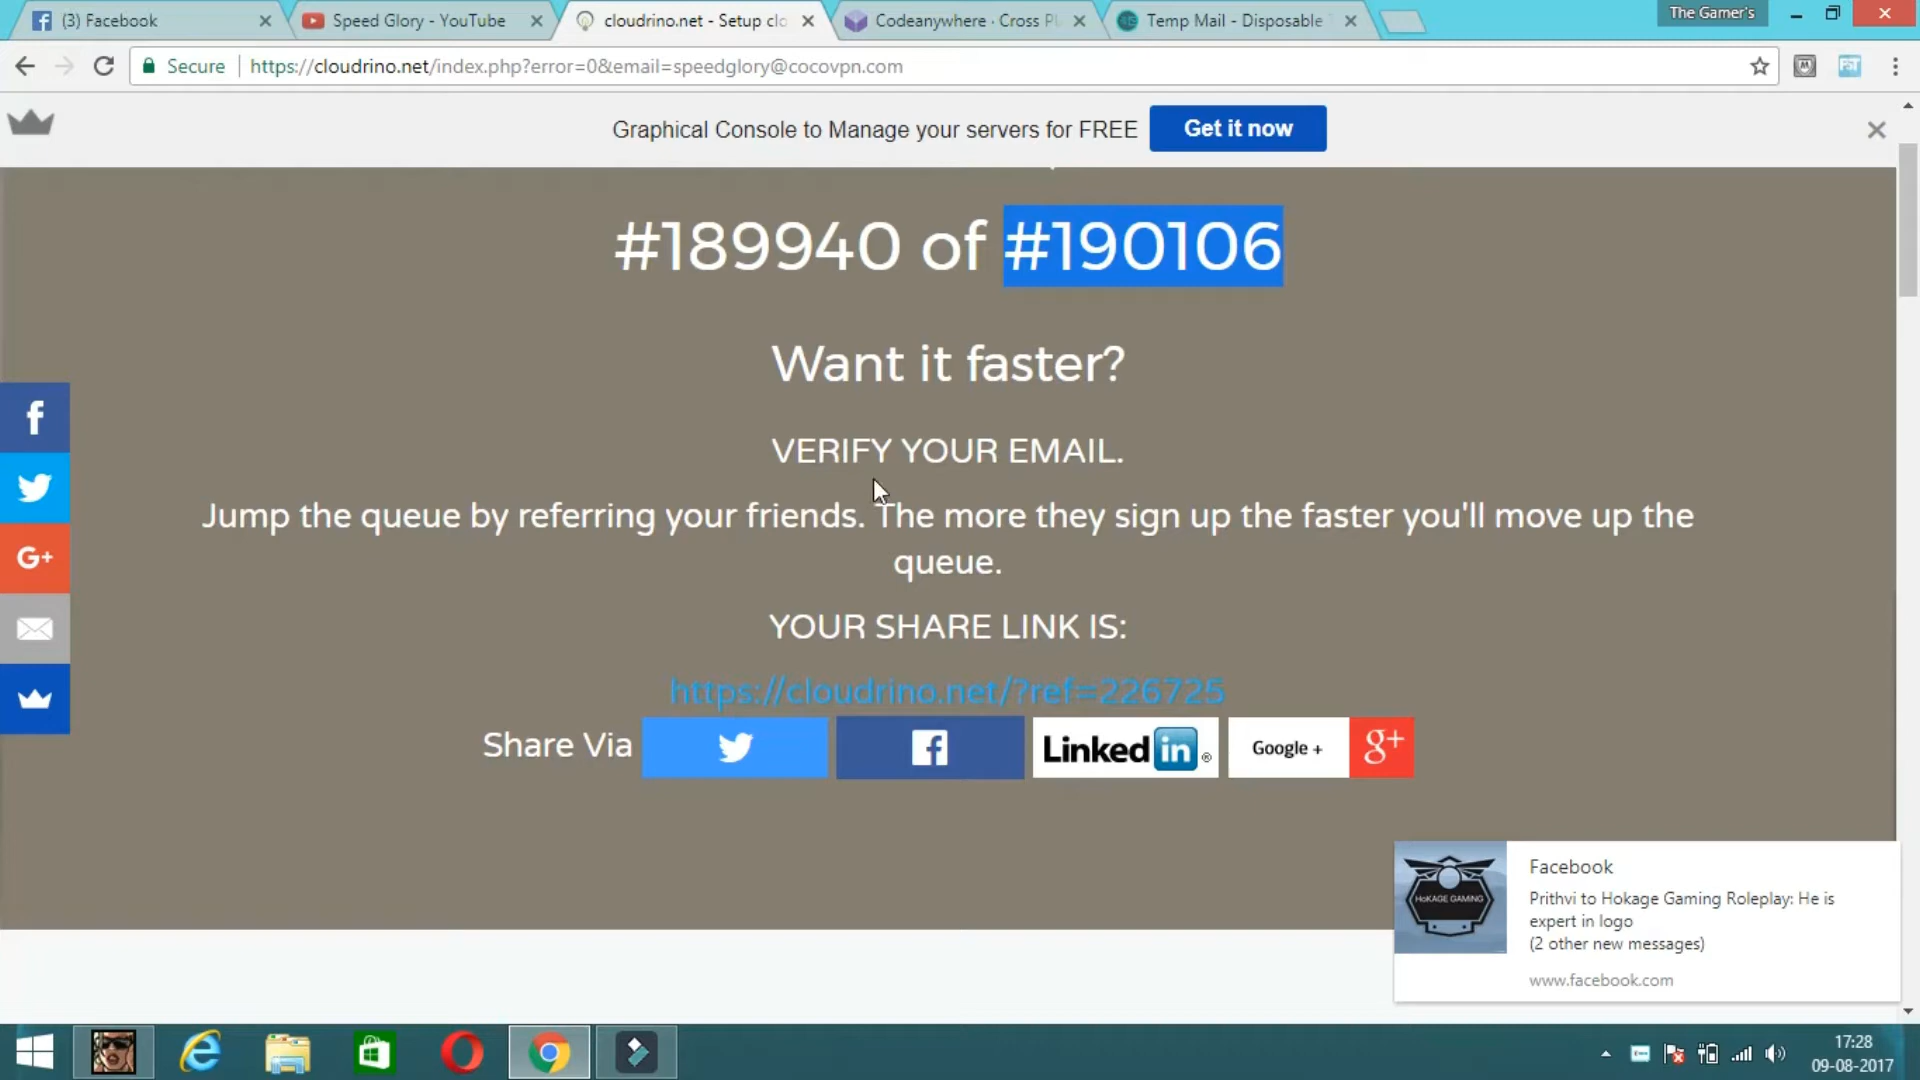 (3) Facebook
Speed Glory - YouTube
cloudrino.net - Setup clo
Codeanywhere · Cross Pl
Temp Mail - Disposable
The Gamer's
Secure
https://cloudrino.net/index.php?error=0&email=speedglory@cocovpn.com
Graphical Console to Manage your servers for FREE
Get it now
#189940 of #190106
Want it faster?
VERIFY YOUR EMAIL.
Jump the queue by referring your friends. The more they sign up the faster you'll move up the
queue.
YOUR SHARE LINK IS:
https://cloudrino.net/?ref=226725
Share Via
Linked in ®
Google +
g+
f
G+
HOKAGE GAMING
Facebook
Prithvi to Hokage Gaming Roleplay: He is
expert in logo
(2 other new messages)
www.facebook.com
17:28
09-08-2017